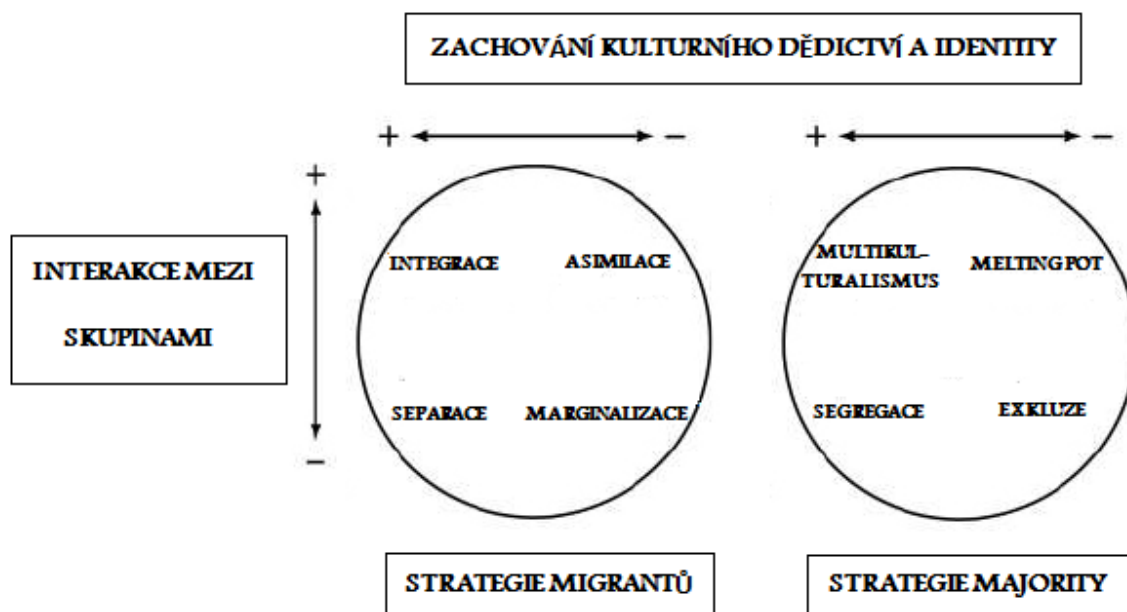 ZACHOVÁNÍ KULTURNÍHO DĚDICTVÍ A IDENTITY
+ −
+ −
+
INTERAKCE MEZI
SKUPINAMI
−
INTEGRACE ASIMILACE
SEPARACE MARGINALIZACE
MULTIKUL-
TURALISMUS
MELTING POT
SEGREGACE EXKLUZE
STRATEGIE MIGRANTŮ
STRATEGIE MAJORITY